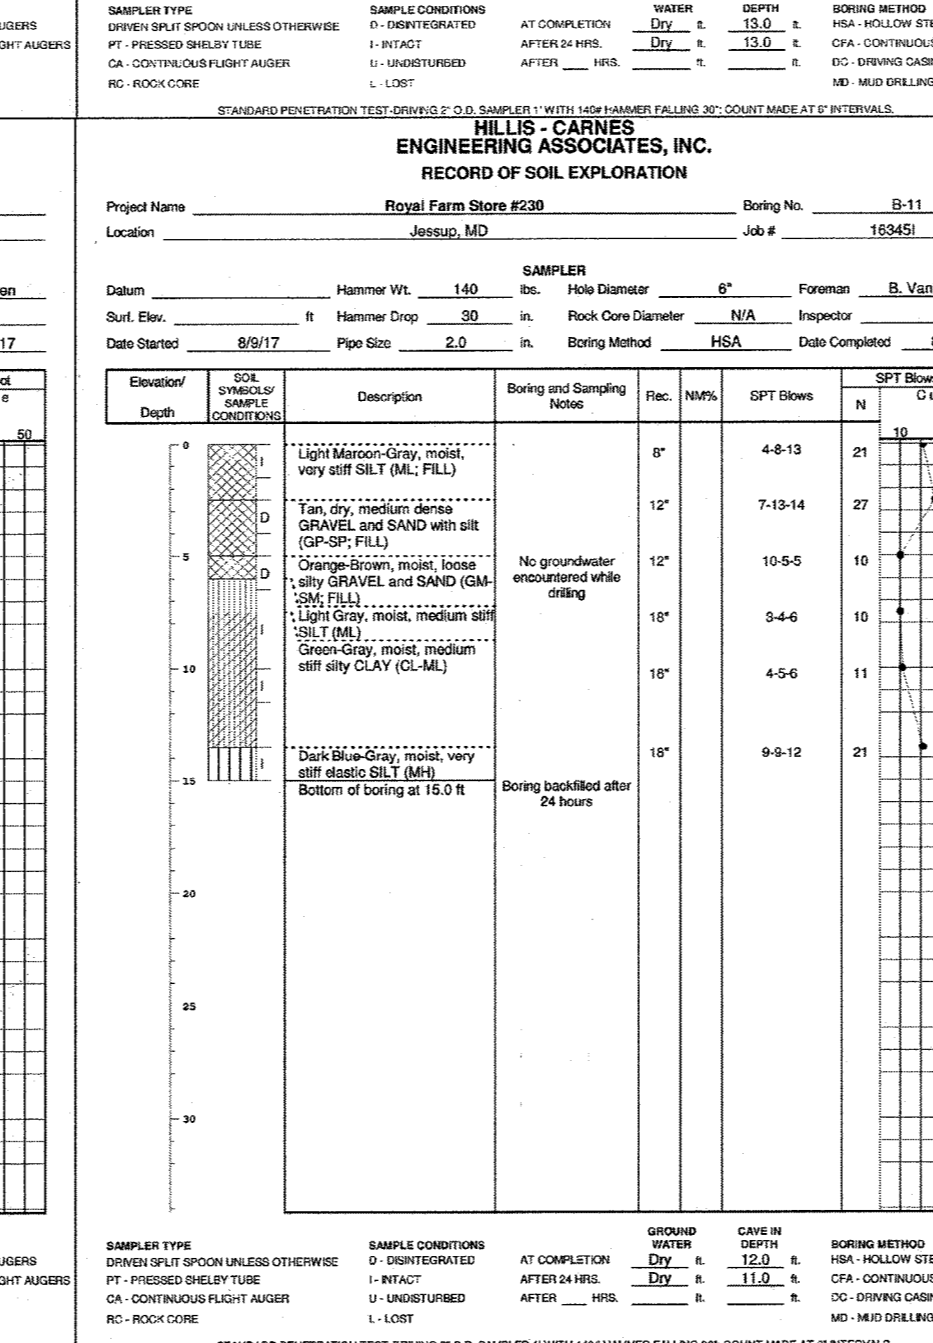 SAMPLER TYPE SAMPLE CONDITIONS WATER DEPTH BORING METHOD
UGERS DRIVEN SPLIT SPOON UNLESS OTHERWISE D - DISINTEGRATED AT COMPLETION Dry ft. 13.0 ft. HSA - HOLLOW STE
GHT AUGERS PT - PRESSED SHELBY TUBE I - INTACT AFTER 24 HRS. Dry ft. 13.0 ft. CFA - CONTINUOUS
CA - CONTINUOUS FLIGHT AUGER U - UNDISTURBED AFTER ____ HRS. ____ ft. ____ ft. DC - DRIVING CASI
RC - ROCK CORE L - LOST MD - MUD DRILLING
STANDARD PENETRATION TEST-DRIVING 2" O.D. SAMPLER 1' WITH 140# HAMMER FALLING 30"; COUNT MADE AT 6" INTERVALS.
HILLIS - CARNES
ENGINEERING ASSOCIATES, INC.
RECORD OF SOIL EXPLORATION
Project Name Royal Farm Store #230 Boring No. B-11
Location Jessup, MD Job #
SAMPLER
en Datum Hammer Wt. 140 lbs. Hole Diameter 6" Foreman B. Van
Surf. Elev. ft Hammer Drop 30 in. Rock Core Diameter N/A Inspector
17 Date Started 8/9/17 Pipe Size 2.0 in. Boring Method HSA Date Completed
Elevation/ Depth
SOIL SYMBOLS/ SAMPLE CONDITIONS
Description
Boring and Sampling Notes
Rec. NM% SPT Blows N
SPT Blows
50 10
0 I Light Maroon-Gray, moist, 8" 4-8-13 21
very stiff SILT (ML; FILL)
D Tan, dry, medium dense 12" 7-13-14 27
GRAVEL and SAND with silt
(GP-SP; FILL)
5 D Orange-Brown, moist, loose No groundwater 12" 10-5-5 10
silty GRAVEL and SAND (GM- encountered while
SM; FILL) drilling
I Light Gray, moist, medium stiff 18" 3-4-6 10
SILT (ML)
Green-Gray, moist, medium
10 I stiff silty CLAY (CL-ML) 18" 4-5-6 11
I Dark Blue-Gray, moist, very 18" 9-9-12 21
stiff elastic SILT (MH)
15 Bottom of boring at 15.0 ft Boring backfilled after
24 hours
20
25
30
GROUND CAVE IN
SAMPLER TYPE SAMPLE CONDITIONS WATER DEPTH BORING METHOD
UGERS DRIVEN SPLIT SPOON UNLESS OTHERWISE D - DISINTEGRATED AT COMPLETION Dry ft. 12.0 ft. HSA - HOLLOW STE
GHT AUGERS PT - PRESSED SHELBY TUBE I - INTACT AFTER 24 HRS. Dry ft. 11.0 ft. CFA - CONTINUOUS
CA - CONTINUOUS FLIGHT AUGER U - UNDISTURBED AFTER ____ HRS. ____ ft. ____ ft. DC - DRIVING CASI
RC - ROCK CORE L - LOST MD - MUD DRILLING